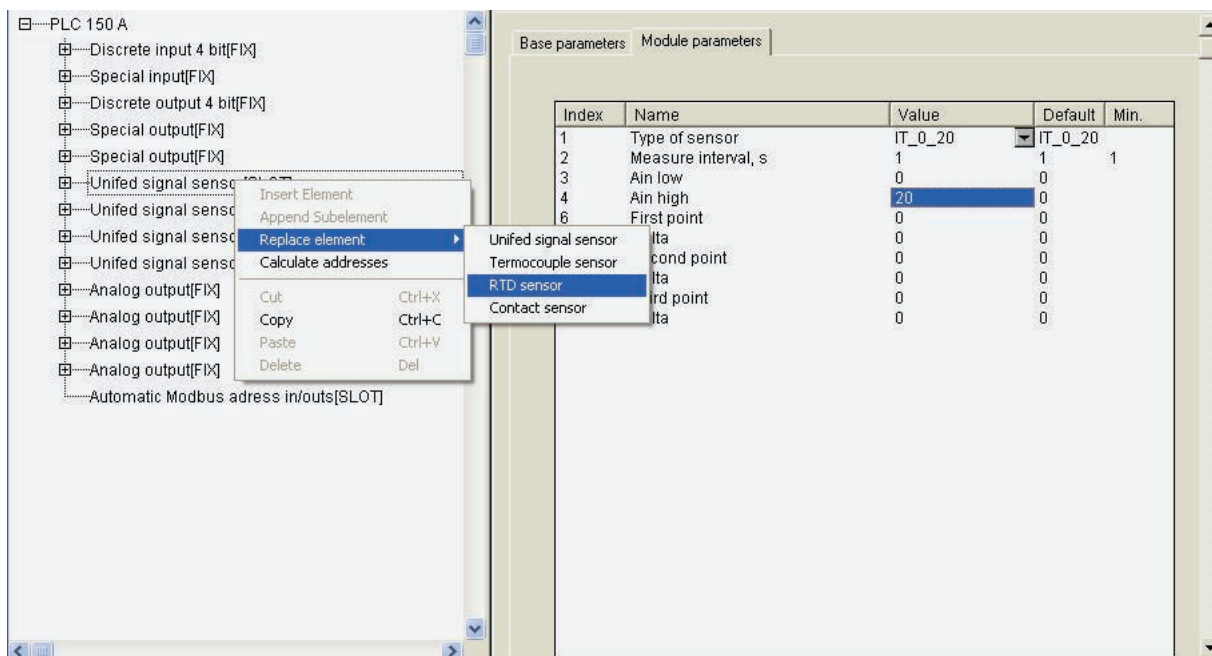 PLC 150 A
Discrete input 4 bit[FIX]
Special input[FIX]
Discrete output 4 bit[FIX]
Special output[FIX]
Special output[FIX]
Unifed signal sensor[SLOT]
Unifed signal senso
Unifed signal senso
Unifed signal senso
Analog output[FIX]
Analog output[FIX]
Analog output[FIX]
Analog output[FIX]
Automatic Modbus adress in/outs[SLOT]
Insert Element
Append Subelement
Replace element
Calculate addresses
Cut Ctrl+X
Copy Ctrl+C
Paste Ctrl+V
Delete Del
Unifed signal sensor
Termocouple sensor
RTD sensor
Contact sensor
Base parameters Module parameters
Index Name Value Default Min.
1 Type of sensor IT_0_20 IT_0_20
2 Measure interval, s 1 1 1
3 Ain low 0 0
4 Ain high 20 0
6 First point 0 0
lta 0 0
cond point 0 0
lta 0 0
ird point 0 0
lta 0 0